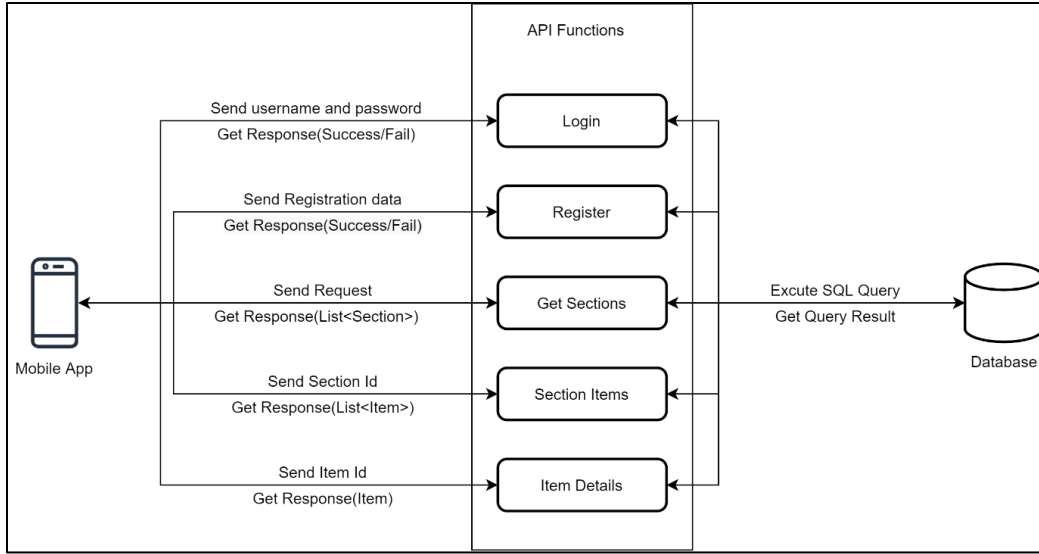 API Functions
Send username and password
Get Response(Success/Fail)
Login
Send Registration data
Get Response(Success/Fail)
Register
Send Request
Get Response(List<Section>)
Get Sections
Excute SQL Query
Get Query Result
Mobile App
Database
Send Section Id
Get Response(List<Item>)
Section Items
Send Item Id
Get Response(Item)
Item Details